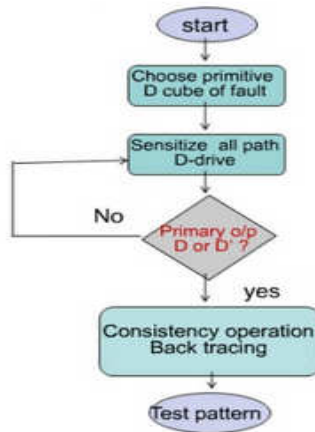 start
Choose primitive
D cube of fault
Sensitize all path
D-drive
No
Primary o/p
D or D' ?
yes
Consistency operation
Back tracing
Test pattern